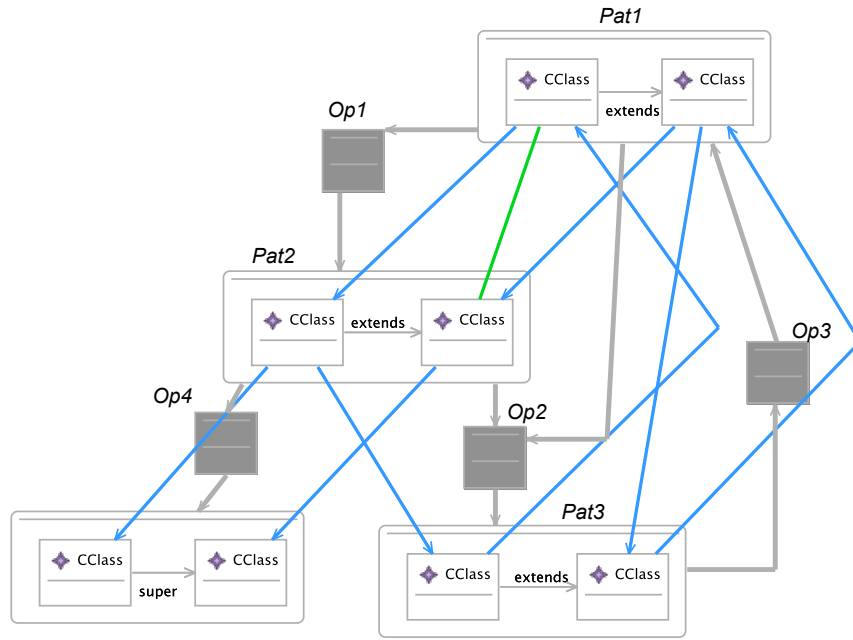 Pat1
CClass
CClass
extends
Op1
Pat2
CClass
extends
CClass
Op3
Op4
Op2
Pat3
CClass
CClass
super
CClass
extends
CClass